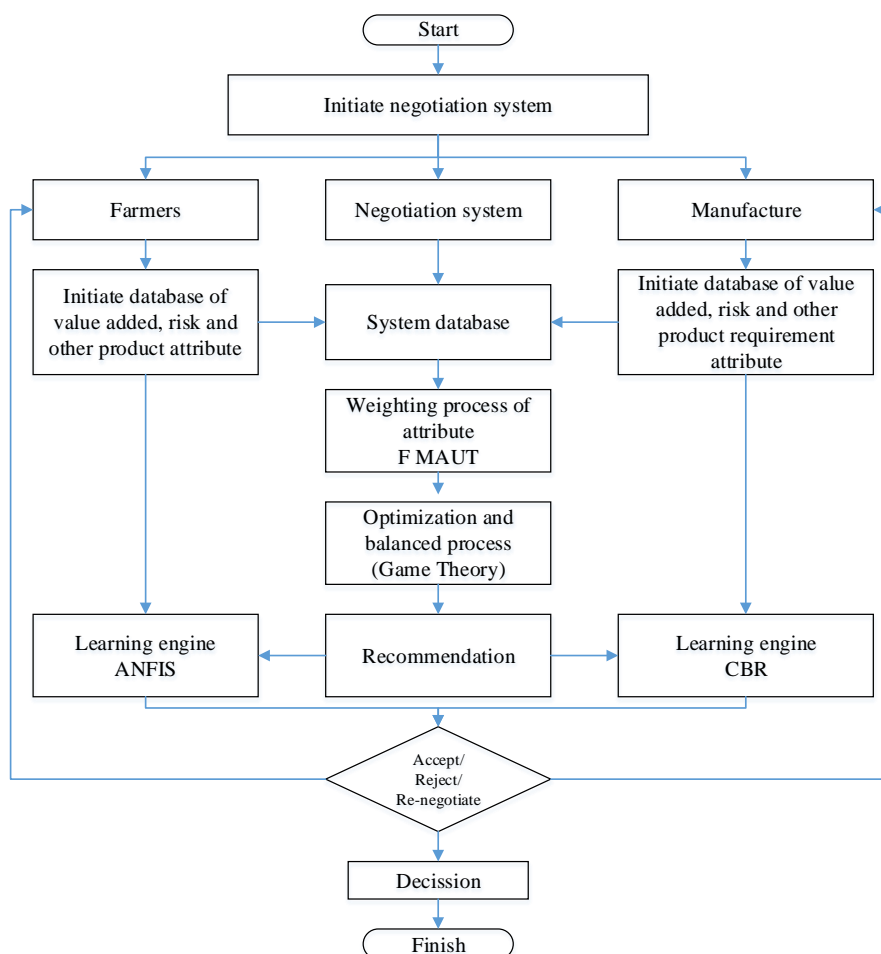 Start
Initiate negotiation system
Farmers
Negotiation system
Manufacture
Initiate database of
value added, risk and
other product attribute
System database
Initiate database of value
added, risk and other
product requirement
attribute
Weighting process of
attribute
F MAUT
Optimization and
balanced process
(Game Theory)
Learning engine
ANFIS
Recommendation
Learning engine
CBR
Accept/
Reject/
Re-negotiate
Decission
Finish